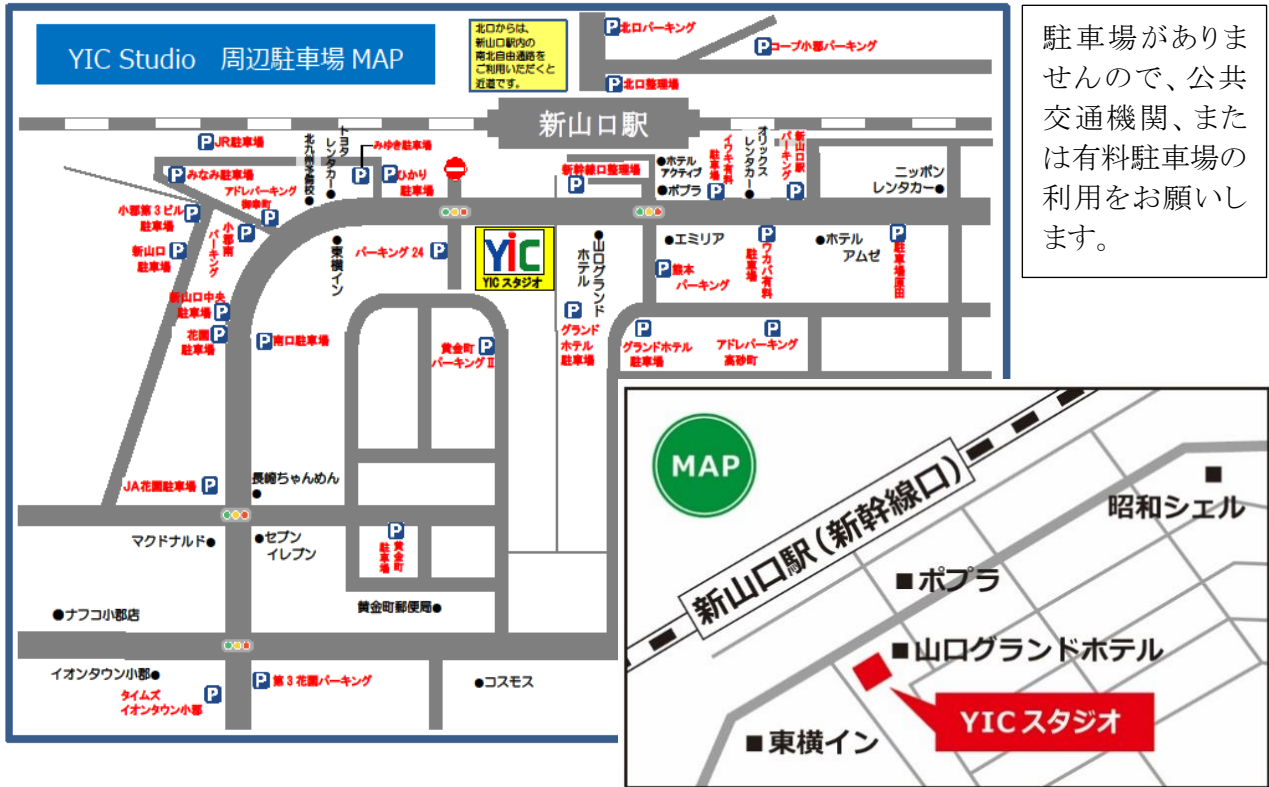 YIC Studio 周辺駐車場 MAP
北口からは、
新山口駅内の
南北自由通路を
ご利用いただくと
近道です。
北口パーキング
コープ小郡パーキング
北口整理場
駐車場がありま
せんので、公共
交通機関、また
は有料駐車場の
利用をお願いし
ます。
新山口駅
JR駐車場
みなみ駐車場
アドレパーキング
御幸町
北九州予備校●
トヨタ
レンタカー●
みゆき駐車場
ひかり
駐車場
新幹線口整理場
●ホテル
アクティブ
●ポプラ
イワキ有料
駐車場
オリックス
レンタカー●
新山口駅
パーキング
ニッポン
レンタカー●
小郡第3ビル
駐車場
小郡南
パーキング
新山口
駐車場
●東横イン
パーキング24
YIC
YICスタジオ
●山口グランド
ホテル
●エミリア
熊本
パーキング
ウカバ有料
駐車場
●ホテル
アムゼ
駐車場原田
新山口中央
駐車場
花園
駐車場
南口駐車場
黄金町
パーキングⅡ
グランド
ホテル
駐車場
グランドホテル
駐車場
アドレパーキング
高砂町
JA花園駐車場
長崎ちゃんめん
●
マクドナルド●
●セブン
イレブン
黄金町
駐車場
●ナフコ小郡店
黄金町郵便局●
イオンタウン小郡●
タイムズ
イオンタウン小郡
第3花園パーキング
●コスモス
MAP
新山口駅(新幹線口)
■
昭和シェル
■ポプラ
■山口グランドホテル
YICスタジオ
■東横イン